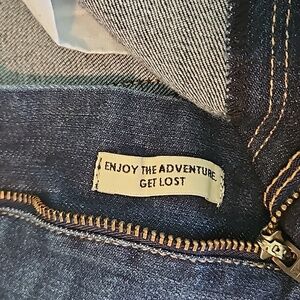 ENJOY THE ADVENTURE.
GET LOST